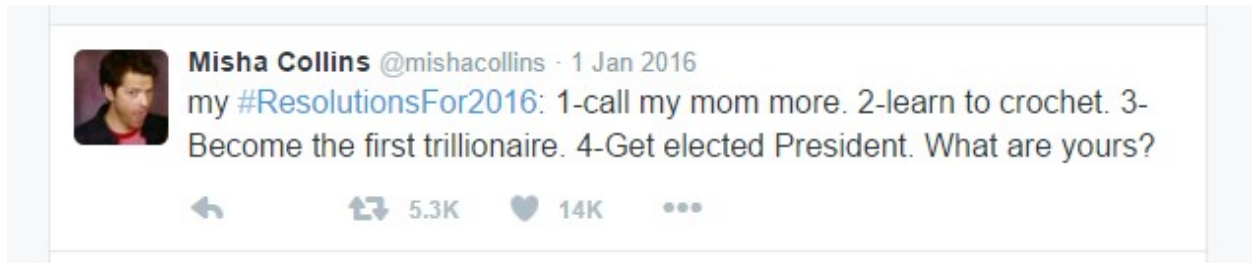 Misha Collins @mishacollins · 1 Jan 2016
my #ResolutionsFor2016: 1-call my mom more. 2-learn to crochet. 3-
Become the first trillionaire. 4-Get elected President. What are yours?
5.3K 14K